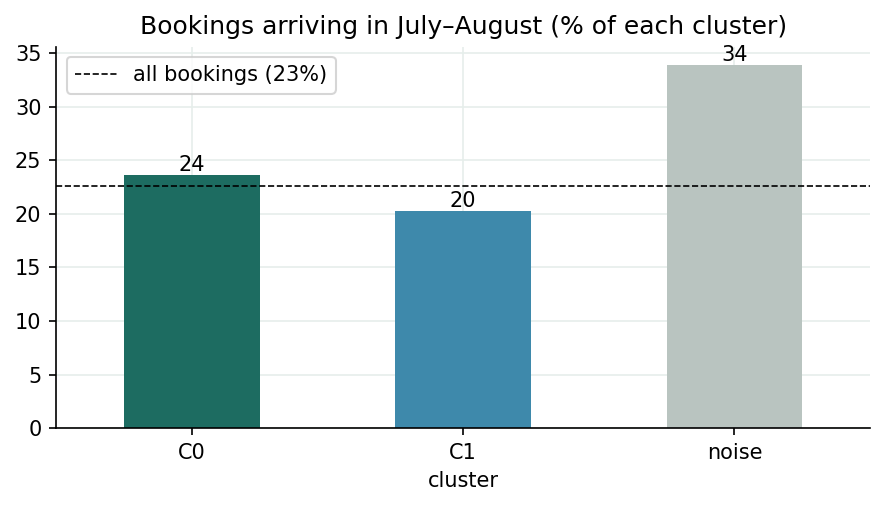 Bookings arriving in July–August (% of each cluster)
all bookings (23%)
35
30
25
20
15
10
5
0
24
20
34
C0
C1
noise
cluster